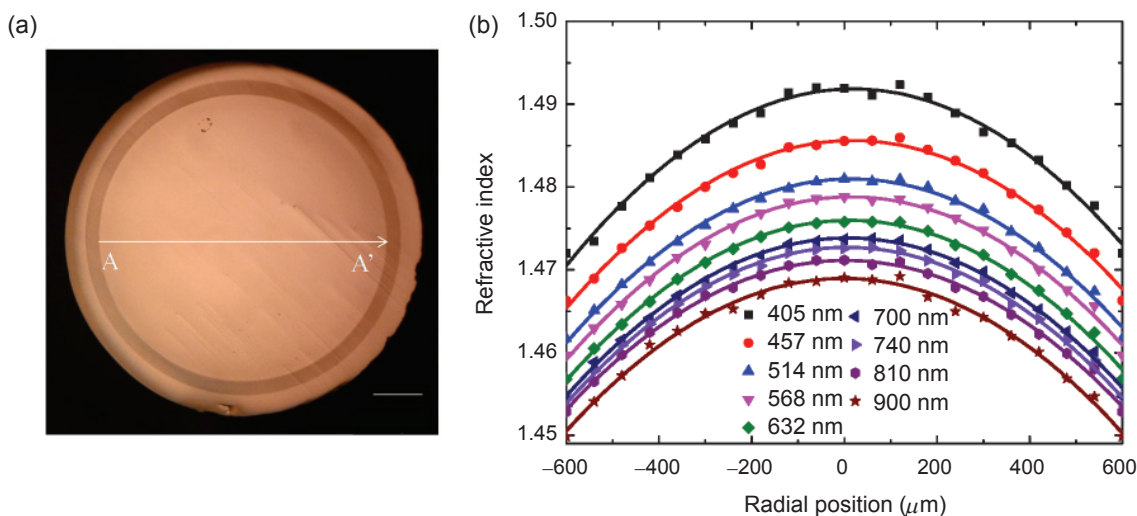 (a)
A
A'
(b)
Refractive index
1.50
1.49
1.48
1.47
1.46
1.45
405 nm
457 nm
514 nm
568 nm
632 nm
700 nm
740 nm
810 nm
900 nm
–600
–400
–200
0
200
400
600
Radial position (μm)